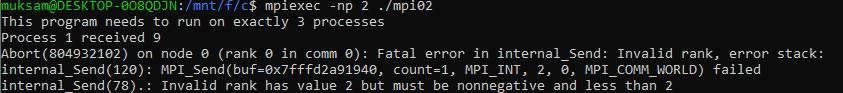 muksam@DESKTOP-0O8QDJN:/mnt/f/c$ mpiexec -np 2 ./mpi02
This program needs to run on exactly 3 processes
Process 1 received 9
Abort(804932102) on node 0 (rank 0 in comm 0): Fatal error in internal_Send: Invalid rank, error stack:
internal_Send(120): MPI_Send(buf=0x7fffd2a91940, count=1, MPI_INT, 2, 0, MPI_COMM_WORLD) failed
internal_Send(78).: Invalid rank has value 2 but must be nonnegative and less than 2